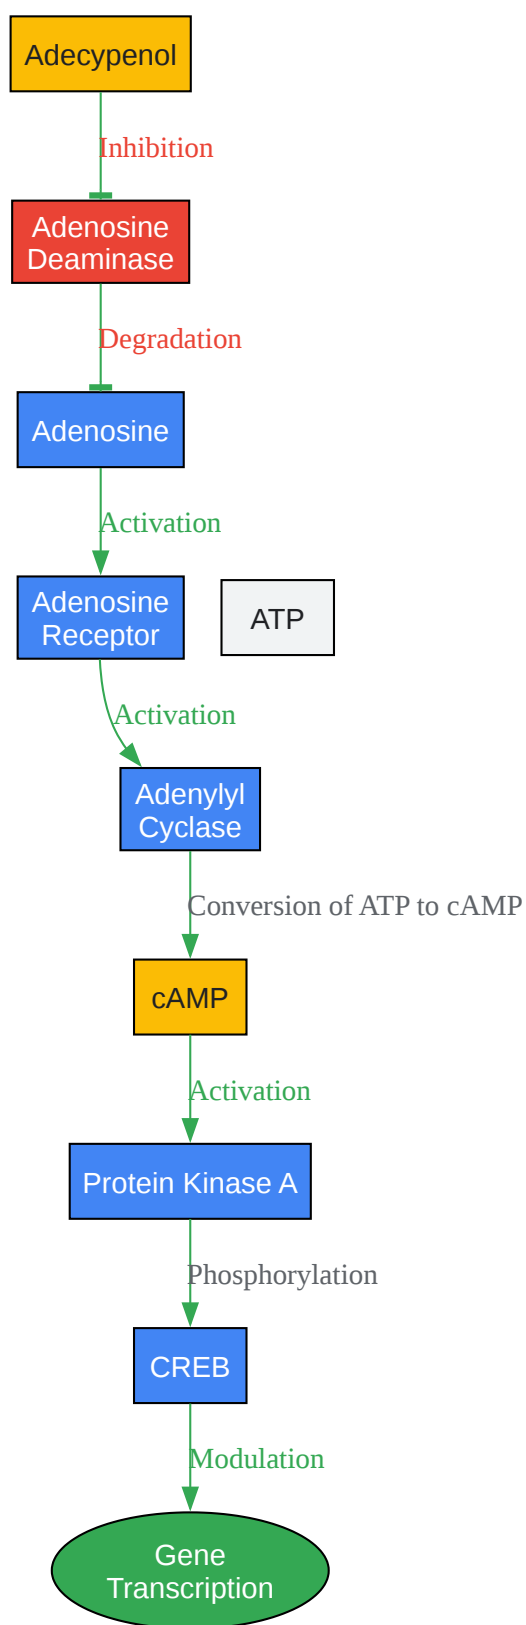 Adecypenol
Inhibition
Adenosine
Deaminase
Degradation
Adenosine
Activation
Adenosine
Receptor
ATP
Activation
Adenylyl
Cyclase
Conversion of ATP to cAMP
cAMP
Activation
Protein Kinase A
Phosphorylation
CREB
Modulation
Gene
Transcription